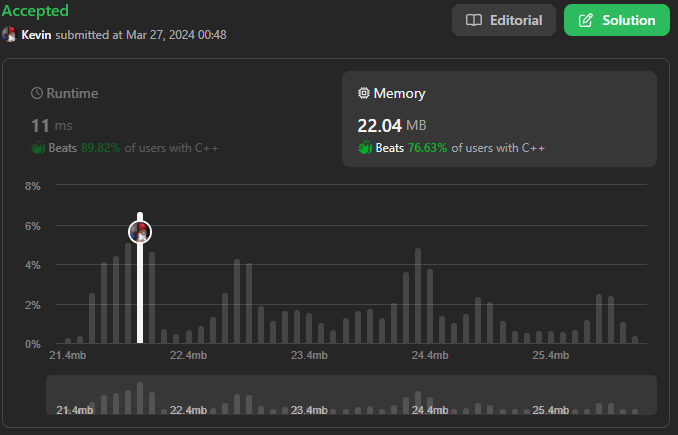 Accepted
Kevin submitted at Mar 27, 2024 00:48
Editorial
Solution
Runtime
11 ms
Beats 89.82% of users with C++
Memory
22.04 MB
Beats 76.63% of users with C++
8%
6%
4%
2%
0%
21.4mb 22.4mb 23.4mb 24.4mb 25.4mb
21.4mb 22.4mb 23.4mb 24.4mb 25.4mb